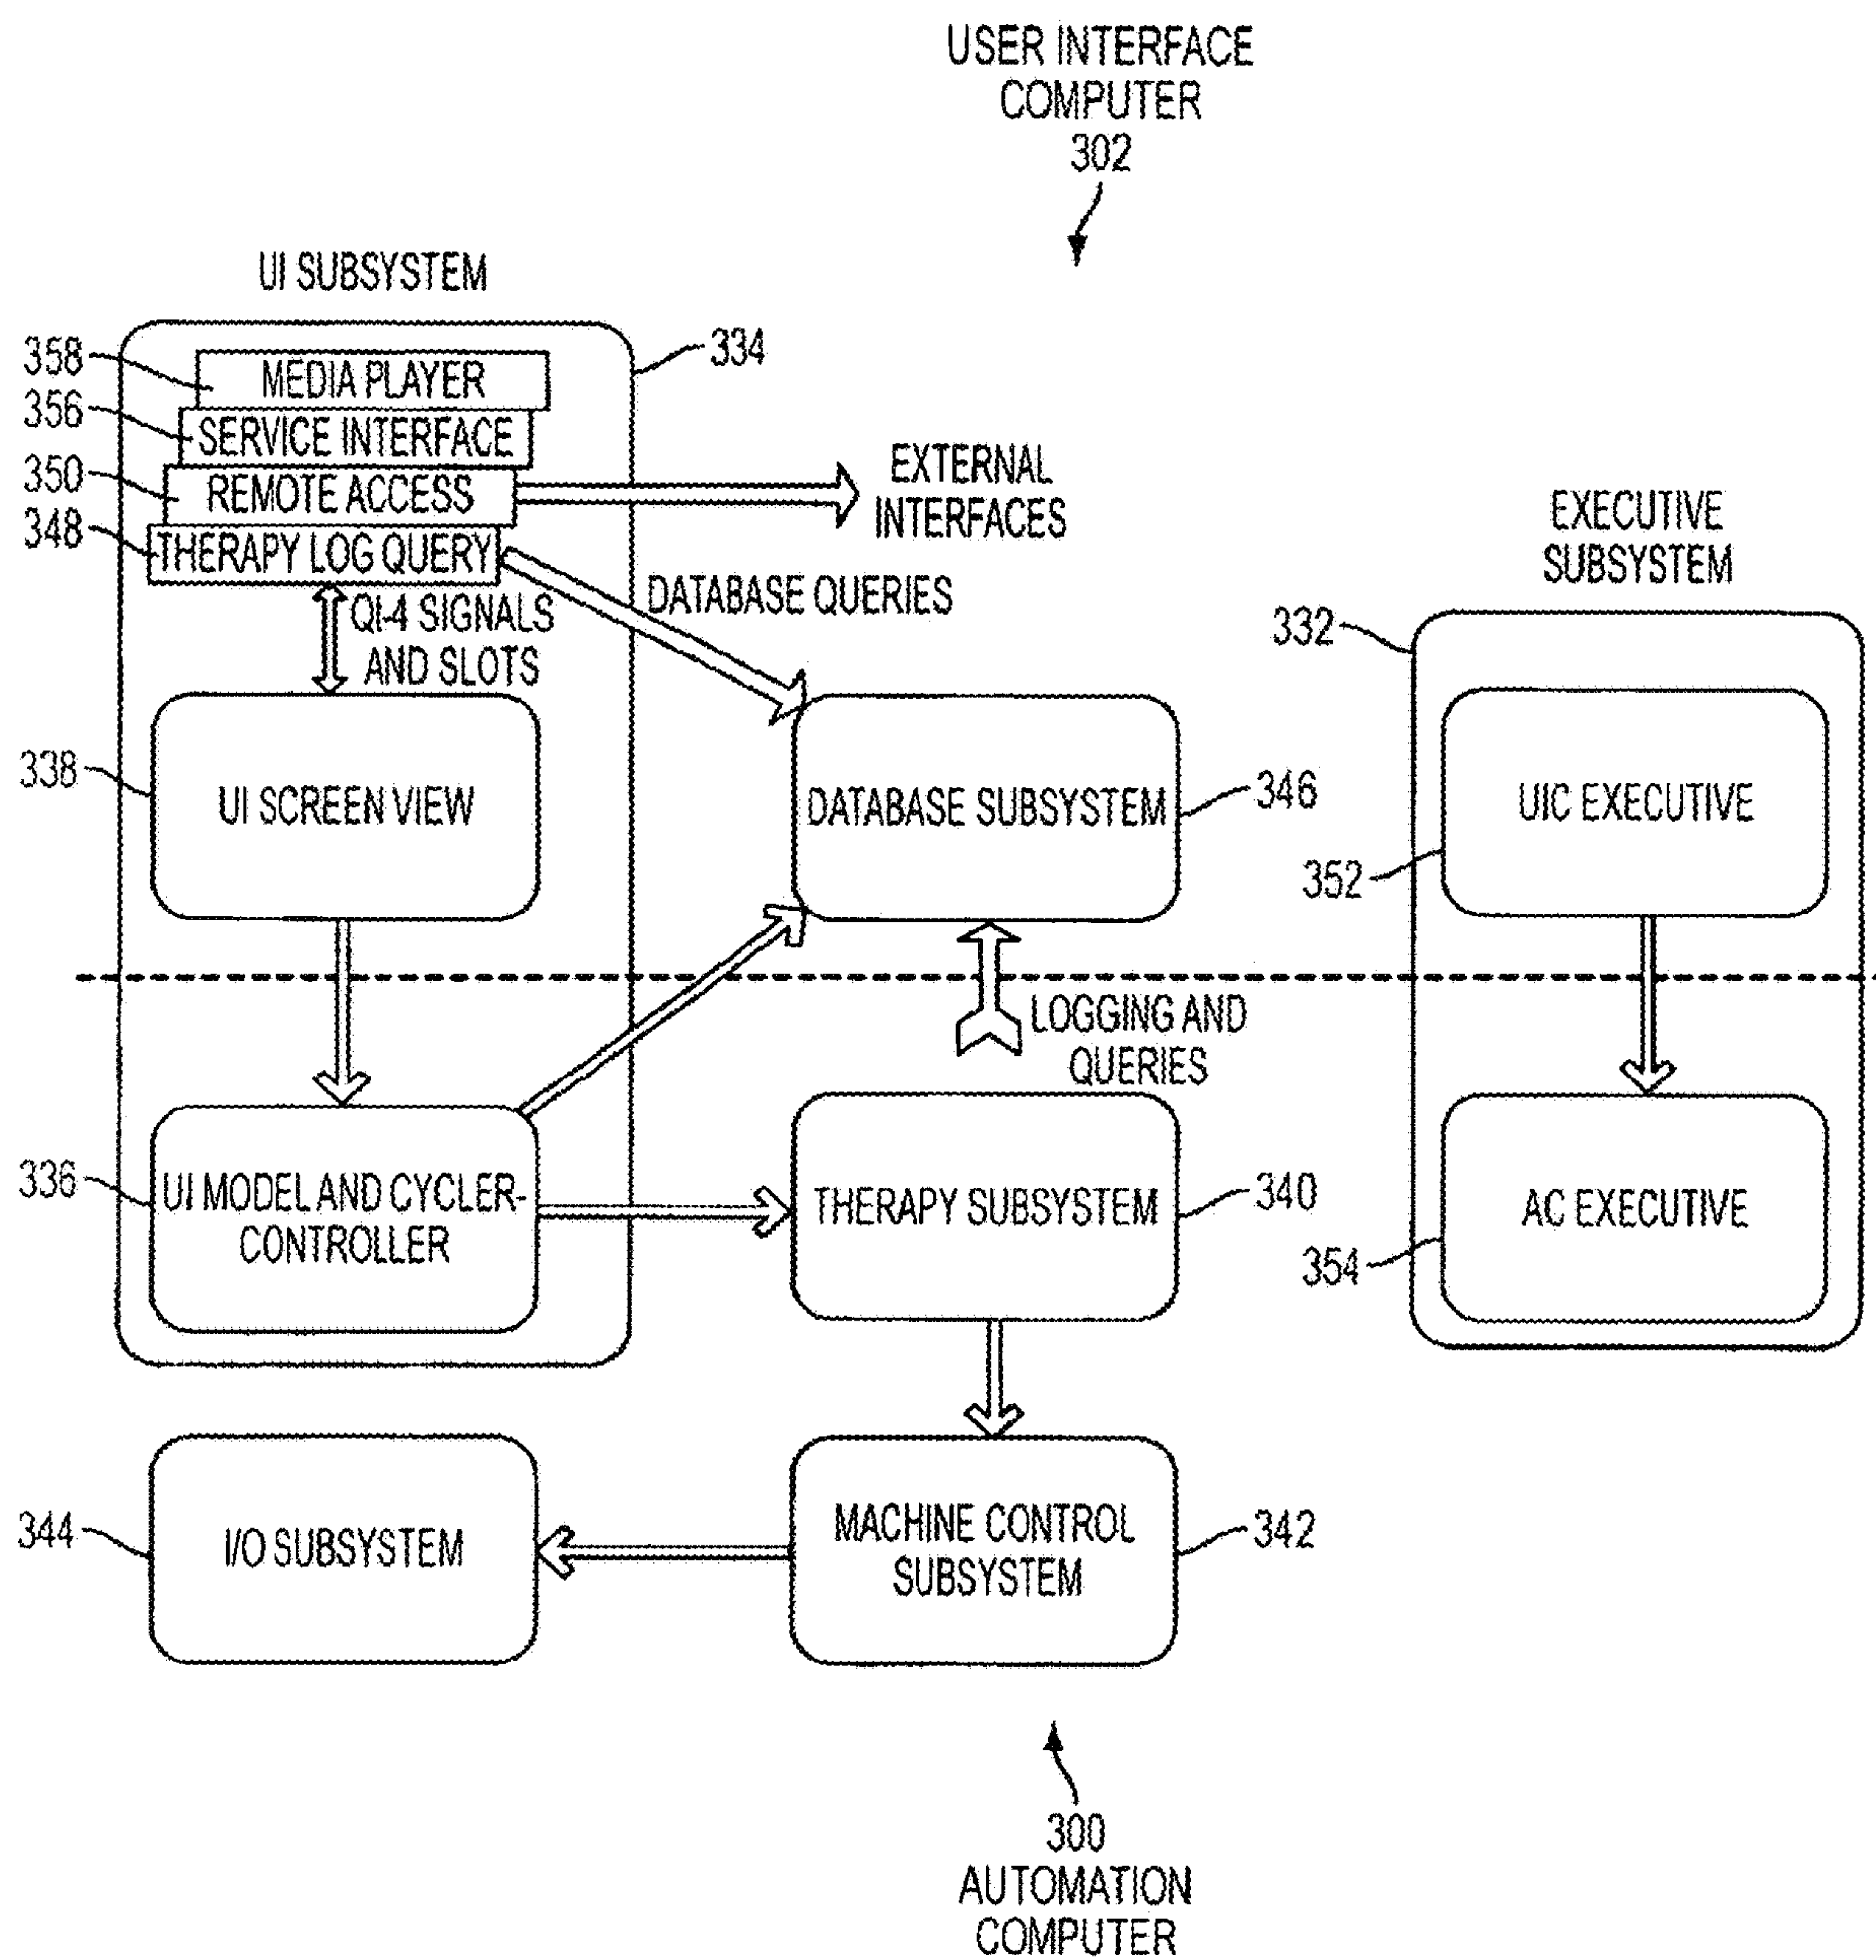 USER INTERFACE
COMPUTER
302
UI SUBSYSTEM
334
358
MEDIA PLAYER
356
SERVICE INTERFACE
350
REMOTE ACCESS
348
THERAPY LOG QUERY
EXTERNAL
INTERFACES
DATABASE QUERIES
QI-4 SIGNALS
AND SLOTS
EXECUTIVE
SUBSYSTEM
332
338
UI SCREEN VIEW
DATABASE SUBSYSTEM
346
UIC EXECUTIVE
352
LOGGING AND
QUERIES
336
UI MODEL AND CYCLER-
CONTROLLER
THERAPY SUBSYSTEM
340
AC EXECUTIVE
354
344
I/O SUBSYSTEM
MACHINE CONTROL
SUBSYSTEM
342
300
AUTOMATION
COMPUTER